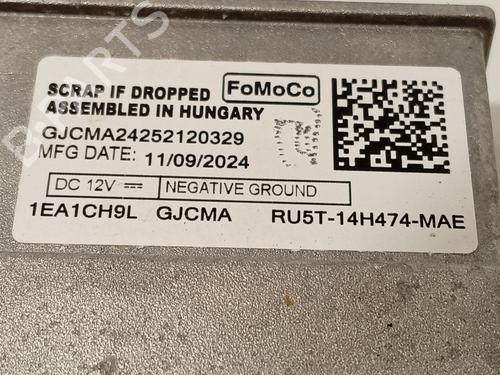 SCRAP IF DROPPED
ASSEMBLED IN HUNGARY
FoMoCo
GJCMA24252120329
MFG DATE: 11/09/2024
DC 12V NEGATIVE GROUND
1EA1CH9L GJCMA RU5T-14H474-MAE